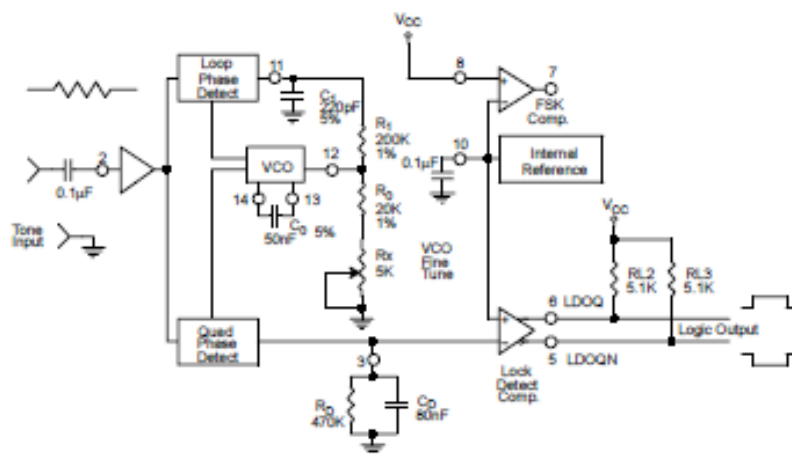 VCC
Loop
Phase
Detect
11
C1
220pF
5%
R1
200K
1%
8
7
FSK
Comp.
2
0.1μF
VCO
12
14
13
C0 5%
50nF
R0
20K
1%
10
0.1μF
Internal
Reference
Tone
Input
Rx
5K
VCO
Fine
Tune
VCC
RL2
5.1K
RL3
5.1K
6 LDOQ
Logic Output
Quad
Phase
Detect
3
5 LDOQN
Lock
Detect
Comp.
RD
470K
CD
80nF